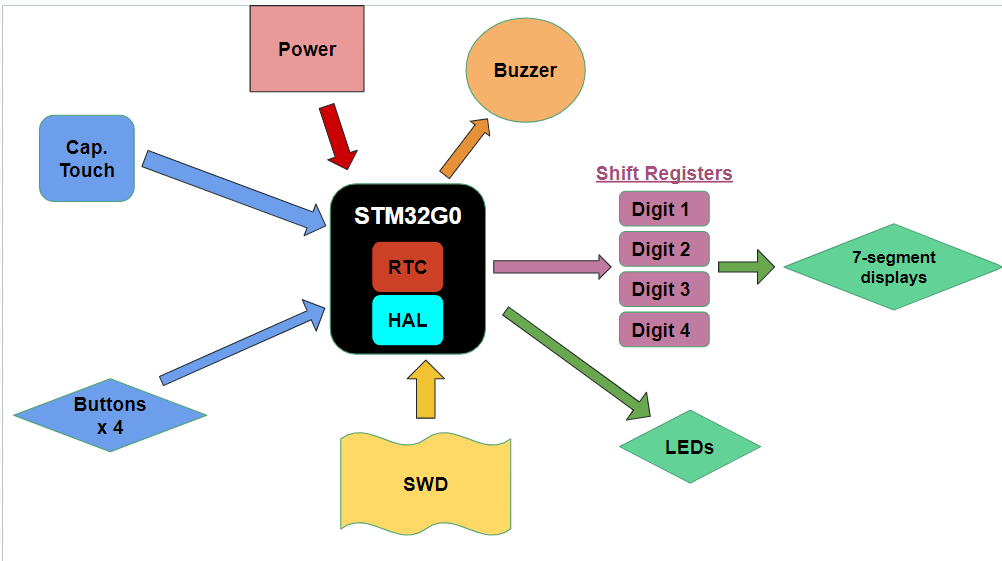 Power
Buzzer
Cap.
Touch
Shift Registers
STM32G0
Digit 1
Digit 2
Digit 3
Digit 4
RTC
HAL
7-segment
displays
Buttons
x 4
LEDs
SWD